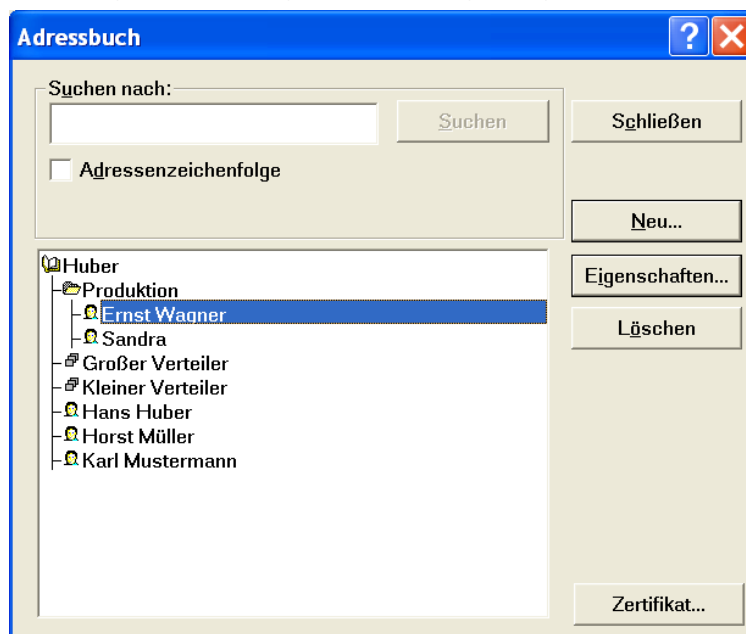 Adressbuch
Suchen nach:
Suchen
Schließen
Adressenzeichenfolge
Neu...
Huber
Eigenschaften...
Produktion
Ernst Wagner
Löschen
Sandra
Großer Verteiler
Kleiner Verteiler
Hans Huber
Horst Müller
Karl Mustermann
Zertifikat...